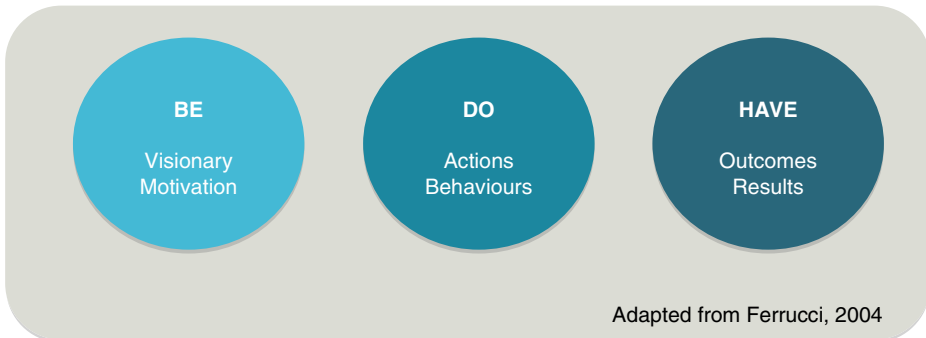 BE
Visionary
Motivation
DO
Actions
Behaviours
HAVE
Outcomes
Results
Adapted from Ferrucci, 2004